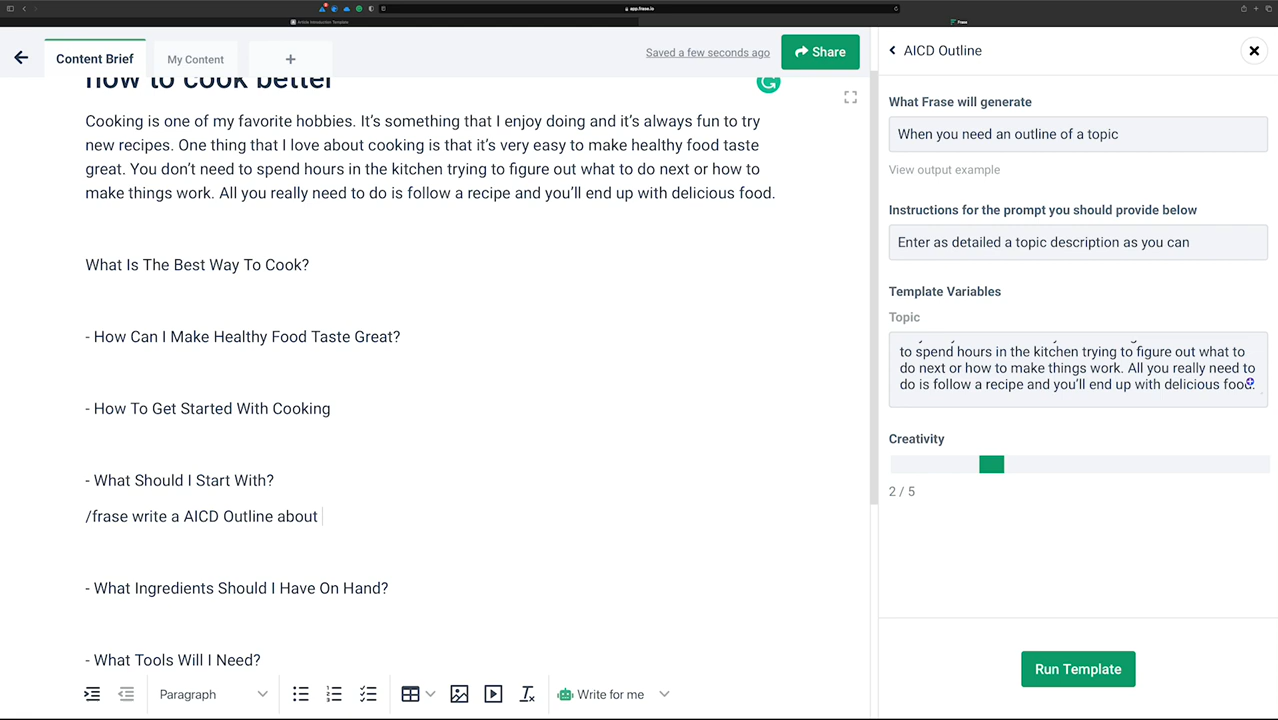 app.frase.io
Article Introduction Template
Frase
Content Brief
My Content
+
Saved a few seconds ago
Share
how to cook better
Cooking is one of my favorite hobbies. It's something that I enjoy doing and it's always fun to try
new recipes. One thing that I love about cooking is that it's very easy to make healthy food taste
great. You don't need to spend hours in the kitchen trying to figure out what to do next or how to
make things work. All you really need to do is follow a recipe and you'll end up with delicious food.
What Is The Best Way To Cook?
- How Can I Make Healthy Food Taste Great?
- How To Get Started With Cooking
- What Should I Start With?
/frase write a AICD Outline about
- What Ingredients Should I Have On Hand?
- What Tools Will I Need?
Paragraph
Write for me
AICD Outline
What Frase will generate
When you need an outline of a topic
View output example
Instructions for the prompt you should provide below
Enter as detailed a topic description as you can
Template Variables
Topic
to spend hours in the kitchen trying to figure out what to
do next or how to make things work. All you really need to
do is follow a recipe and you'll end up with delicious food.
Creativity
2 / 5
Run Template